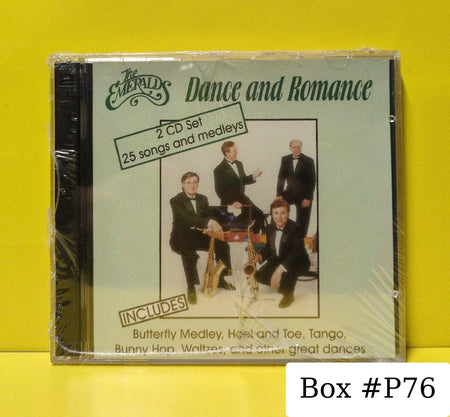 The
EMERALDS
Dance and Romance
2 CD Set
25 songs and medleys
INCLUDES
Butterfly Medley, Heel and Toe, Tango,
Bunny Hop, Waltzes, and other great dances
Box #P76